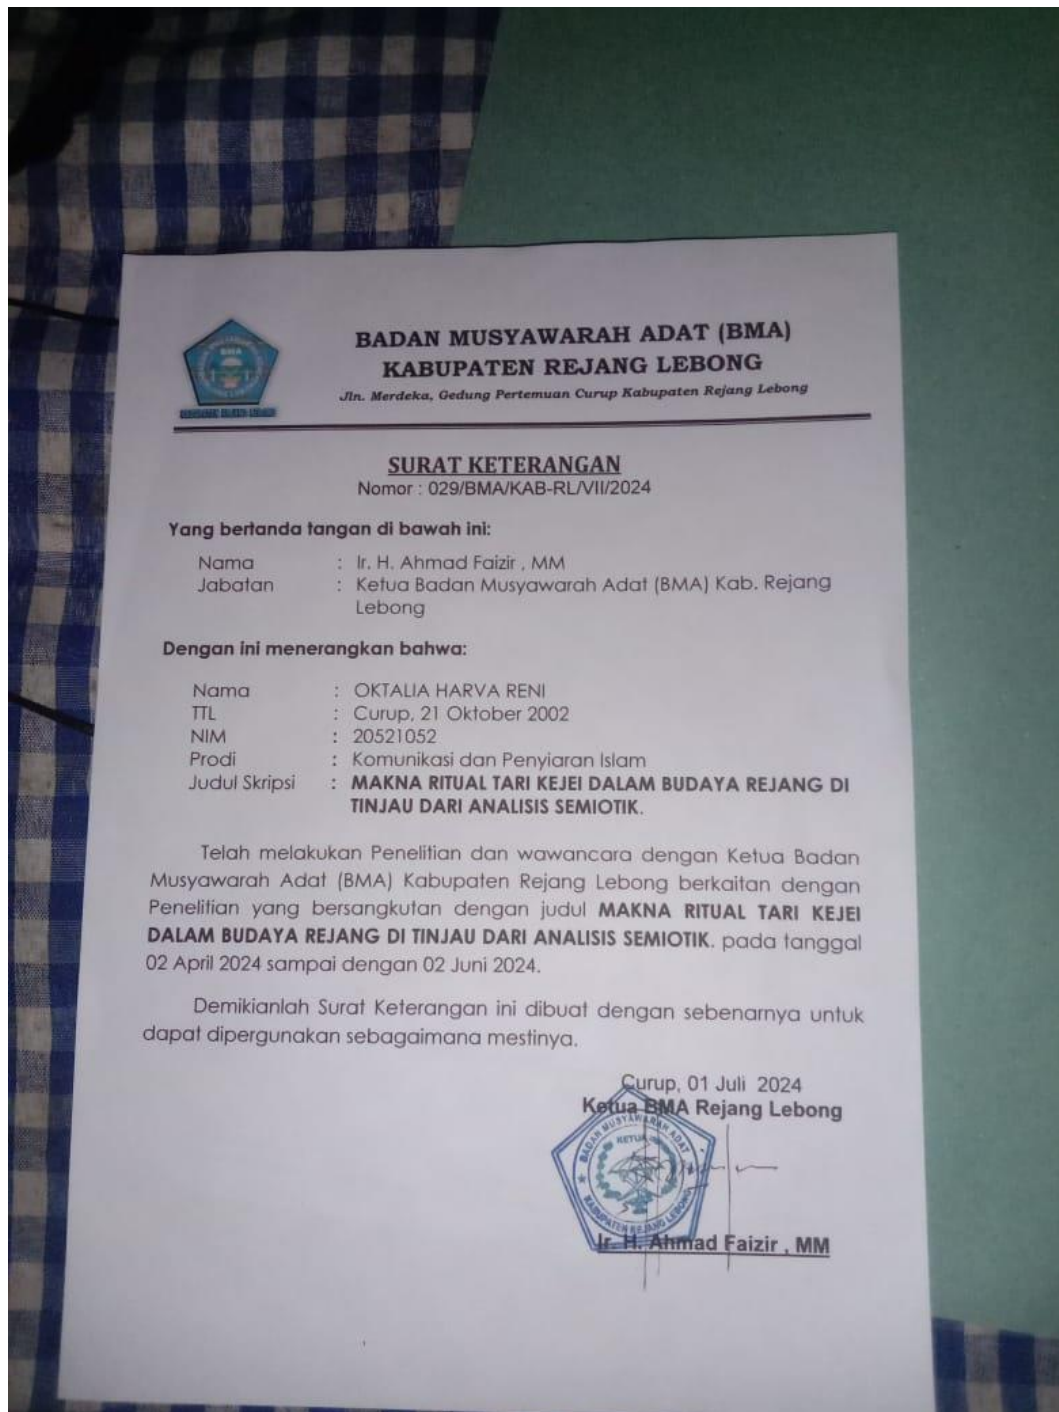 BMA
BADAN MUSYAWARAH ADAT (BMA)
KABUPATEN REJANG LEBONG
Jln. Merdeka, Gedung Pertemuan Curup Kabupaten Rejang Lebong
SURAT KETERANGAN
Nomor : 029/BMA/KAB-RL/VII/2024
Yang bertanda tangan di bawah ini:
Nama : Ir. H. Ahmad Faizir , MM
Jabatan : Ketua Badan Musyawarah Adat (BMA) Kab. Rejang
Lebong
Dengan ini menerangkan bahwa:
Nama : OKTALIA HARVA RENI
TTL : Curup, 21 Oktober 2002
NIM : 20521052
Prodi : Komunikasi dan Penyiaran Islam
Judul Skripsi : MAKNA RITUAL TARI KEJEI DALAM BUDAYA REJANG DI
TINJAU DARI ANALISIS SEMIOTIK.
Telah melakukan Penelitian dan wawancara dengan Ketua Badan
Musyawarah Adat (BMA) Kabupaten Rejang Lebong berkaitan dengan
Penelitian yang bersangkutan dengan judul MAKNA RITUAL TARI KEJEI
DALAM BUDAYA REJANG DI TINJAU DARI ANALISIS SEMIOTIK. pada tanggal
02 April 2024 sampai dengan 02 Juni 2024.
Demikianlah Surat Keterangan ini dibuat dengan sebenarnya untuk
dapat dipergunakan sebagaimana mestinya.
Curup, 01 Juli 2024
Ketua BMA Rejang Lebong
BADAN MUSYAWARAH ADAT
KETUA
KABUPATEN REJANG LEBONG
Ir. H. Ahmad Faizir , MM